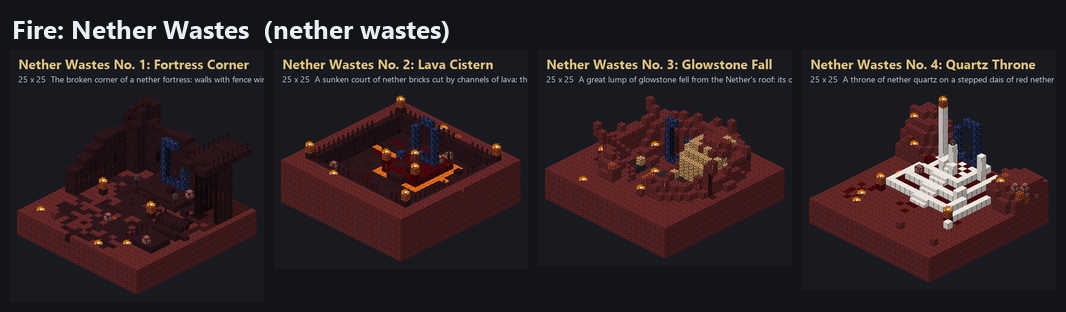 Fire: Nether Wastes (nether wastes)
Nether Wastes No. 1: Fortress Corner
25 x 25 The broken corner of a nether fortress: walls with fence wir
Nether Wastes No. 2: Lava Cistern
25 x 25 A sunken court of nether bricks cut by channels of lava; th
Nether Wastes No. 3: Glowstone Fall
25 x 25 A great lump of glowstone fell from the Nether's roof: its c
Nether Wastes No. 4: Quartz Throne
25 x 25 A throne of nether quartz on a stepped dais of red nether